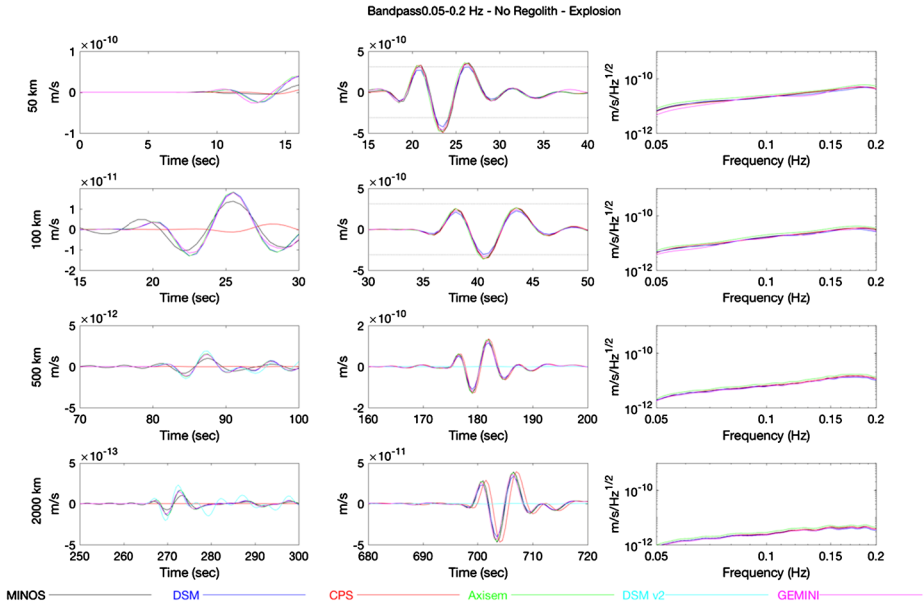 Bandpass0.05-0.2 Hz - No Regolith - Explosion
×10^-10
50 km
m/s
1
0
-1
0 5 10 15
Time (sec)
×10^-10
m/s
5
0
-5
15 20 25 30 35 40
Time (sec)
m/s/Hz^1/2
10^-10
10^-12
0.05 0.1 0.2
Frequency (Hz)
×10^-11
100 km
m/s
2
1
0
-1
-2
15 20 25 30
Time (sec)
×10^-10
m/s
5
0
-5
30 35 40 45 50
Time (sec)
m/s/Hz^1/2
10^-10
10^-12
0.05 0.1 0.2
Frequency (Hz)
×10^-12
500 km
m/s
5
0
-5
70 80 90 100
Time (sec)
×10^-10
m/s
2
0
-2
160 170 180 190 200
Time (sec)
m/s/Hz^1/2
10^-10
10^-12
0.05 0.1 0.2
Frequency (Hz)
×10^-13
2000 km
m/s
5
0
-5
250 260 270 280 290 300
Time (sec)
×10^-11
m/s
5
0
-5
680 690 700 710 720
Time (sec)
m/s/Hz^1/2
10^-10
10^-12
0.05 0.1 0.2
Frequency (Hz)
MINOS DSM CPS Axisem DSM v2 GEMINI